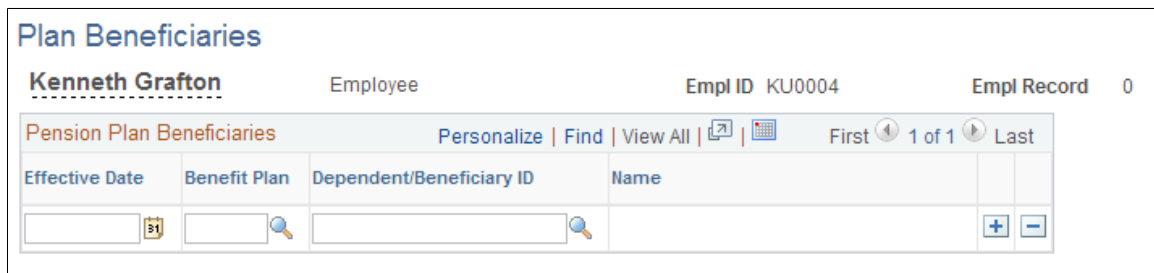 Plan Beneficiaries
Kenneth Grafton Employee Empl ID KU0004 Empl Record 0
Pension Plan Beneficiaries Personalize | Find | View All | | First 1 of 1 Last
Effective Date Benefit Plan Dependent/Beneficiary ID Name
31 + −